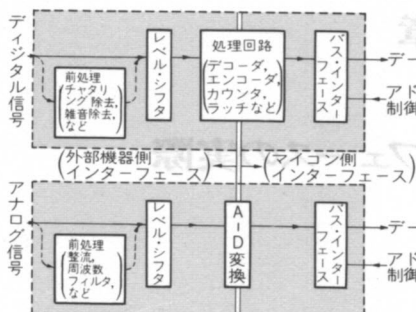 ディジタル信号
前処理
(チャタリ
ング除去,
雑音除去,
など)
レベル・シフタ
処理回路
(デコーダ,
エンコーダ,
カウンタ,
ラッチなど)
バス・インター
フェース
デー
アド
制御
(外部機器側
インターフェース)
(マイコン側
インターフェース)
アナログ信号
前処理
(整流,
周波数
フィルタ,
など)
レベル・シフタ
A-D変換
バス・インター
フェース
デー
アド
制御